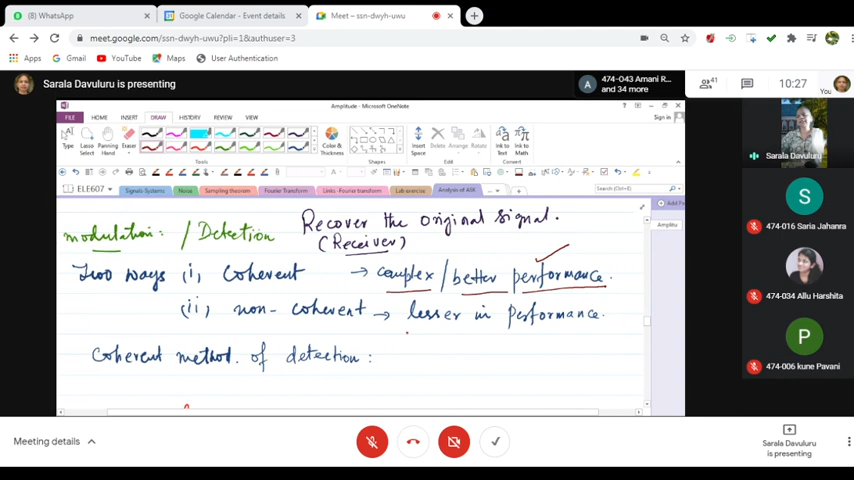 (8) WhatsApp
Google Calendar - Event details
Meet – ssn-dwyh-uwu
meet.google.com/ssn-dwyh-uwu?pli=1&authuser=3
Apps
Gmail
YouTube
Maps
User Authentication
Sarala Davuluru is presenting
474-043 Amani R...
and 34 more
41
10:27
You
A
Amplitude - Microsoft OneNote
Sign in
FILE HOME INSERT DRAW HISTORY REVIEW VIEW
Type
Lasso Select
Panning Hand
Eraser
Color & Thickness
Insert Space
Delete
Arrange
Rotate
Ink to Text
Ink to Math
Tools
Shapes
Edit
Convert
ELE607
Signals-Systems
Noise
Sampling theorem
Fourier Transform
Links -Fourier transform
Lab exercise
Analysis of ASK
Search (Ctrl+E)
Add Pa
Amplitu
modulation: / Detection Recover the original signal.
(Receiver)
Two ways (i) Coherent → complex / better performance.
(ii) non-coherent → lesser in performance.
Coherent method of detection:
Sarala Davuluru
S
474-016 Saria Jahanra
474-034 Allu Harshita
P
474-006 kune Pavani
Meeting details
Sarala Davuluru
is presenting